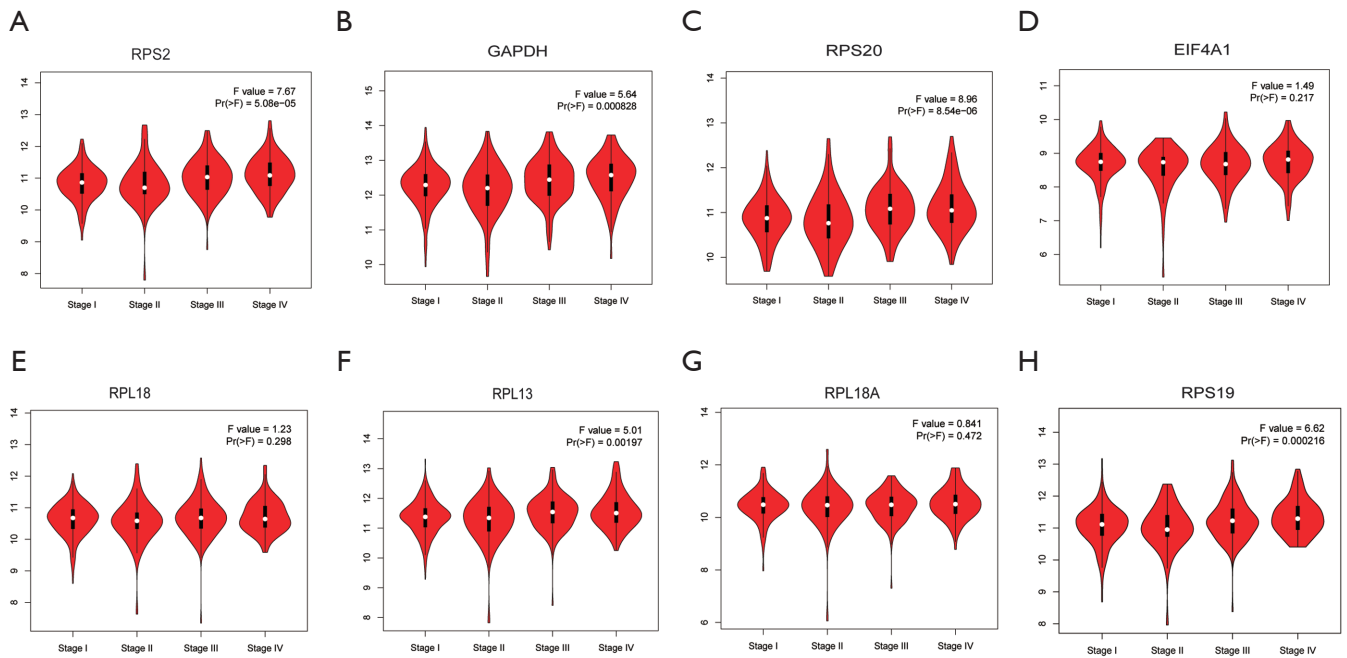 A
RPS2
F value = 7.67
Pr(>F) = 5.08e−05
14
13
12
11
10
9
8
Stage I Stage II Stage III Stage IV
B
GAPDH
F value = 5.64
Pr(>F) = 0.000828
15
14
13
12
11
10
Stage I Stage II Stage III Stage IV
C
RPS20
F value = 8.96
Pr(>F) = 8.54e−06
14
13
12
11
10
Stage I Stage II Stage III Stage IV
D
EIF4A1
F value = 1.49
Pr(>F) = 0.217
11
10
9
8
7
6
Stage I Stage II Stage III Stage IV
E
RPL18
F value = 1.23
Pr(>F) = 0.298
14
13
12
11
10
9
8
Stage I Stage II Stage III Stage IV
F
RPL13
F value = 5.01
Pr(>F) = 0.00197
14
13
12
11
10
9
8
Stage I Stage II Stage III Stage IV
G
RPL18A
F value = 0.841
Pr(>F) = 0.472
14
12
10
8
6
Stage I Stage II Stage III Stage IV
H
RPS19
F value = 6.62
Pr(>F) = 0.000216
14
13
12
11
10
9
8
Stage I Stage II Stage III Stage IV